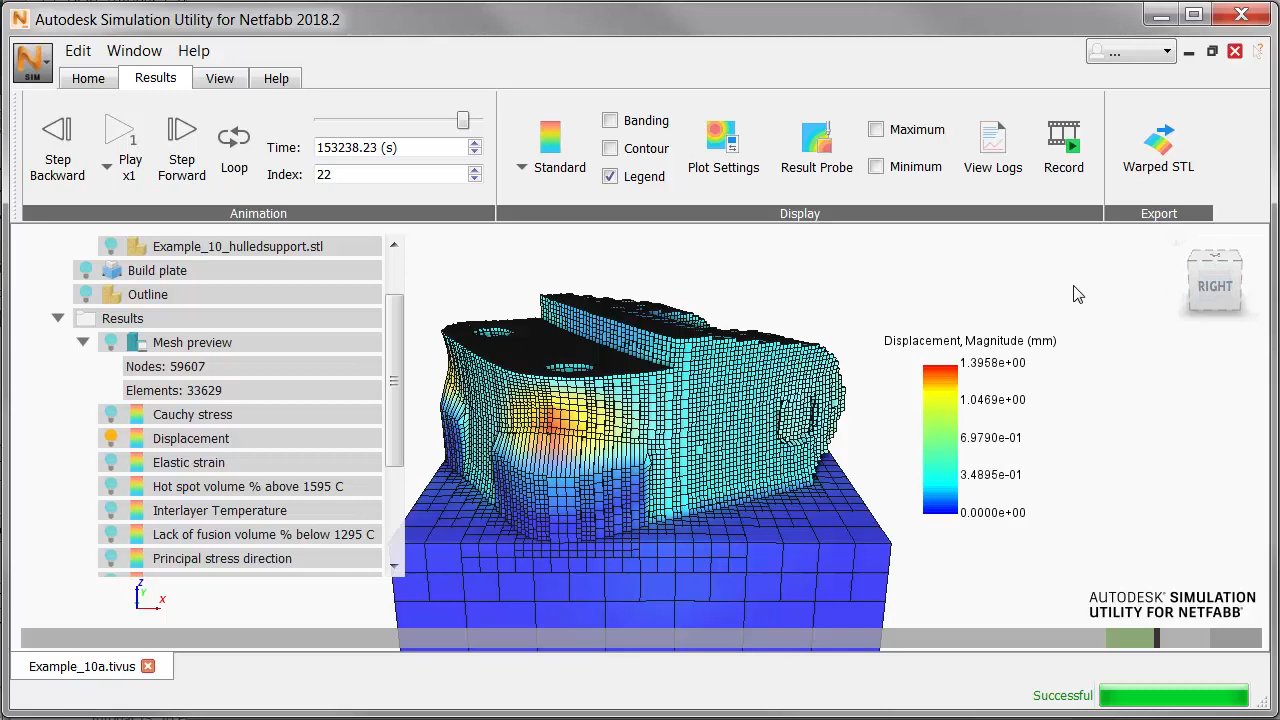 Autodesk Simulation Utility for Netfabb 2018.2
N
SIM
Edit Window Help
...
Home Results View Help
Step Backward
Play x1
1
Step Forward
Loop
Time: 153238.23 (s)
Index: 22
Animation
Standard
Banding
Contour
Legend
Plot Settings
Result Probe
Maximum
Minimum
View Logs
Record
Display
Warped STL
Export
Example_10_hulledsupport.stl
Build plate
Outline
Results
Mesh preview
Nodes: 59607
Elements: 33629
Cauchy stress
Displacement
Elastic strain
Hot spot volume % above 1595 C
Interlayer Temperature
Lack of fusion volume % below 1295 C
Principal stress direction
Z
Y
X
RIGHT
Displacement, Magnitude (mm)
1.3958e+00
1.0469e+00
6.9790e-01
3.4895e-01
0.0000e+00
AUTODESK® SIMULATION
UTILITY FOR NETFABB®
Example_10a.tivus
Successful